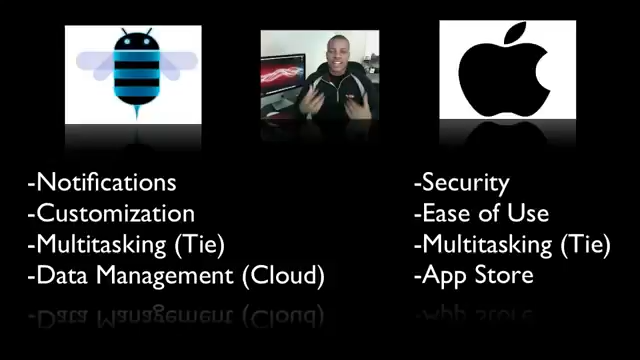 -Notifications
-Customization
-Multitasking (Tie)
-Data Management (Cloud)
-Security
-Ease of Use
-Multitasking (Tie)
-App Store